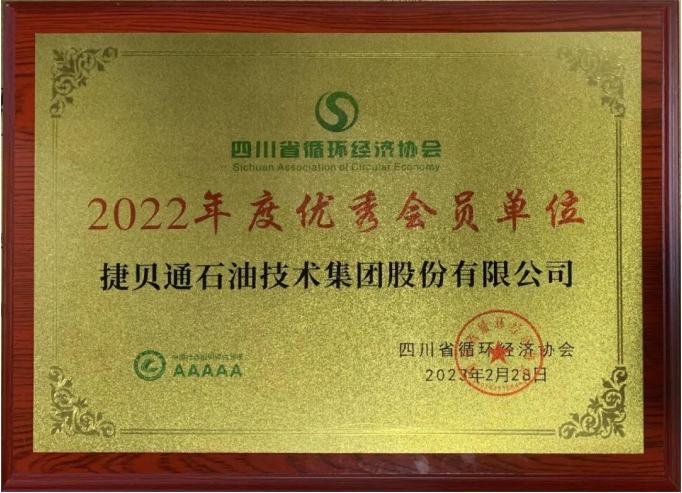 四川省循环经济协会
Sichuan Association of Circular Economy
2022年度优秀会员单位
捷贝通石油技术集团股份有限公司
AAAAA
四川省循环经济协会
2023年2月28日